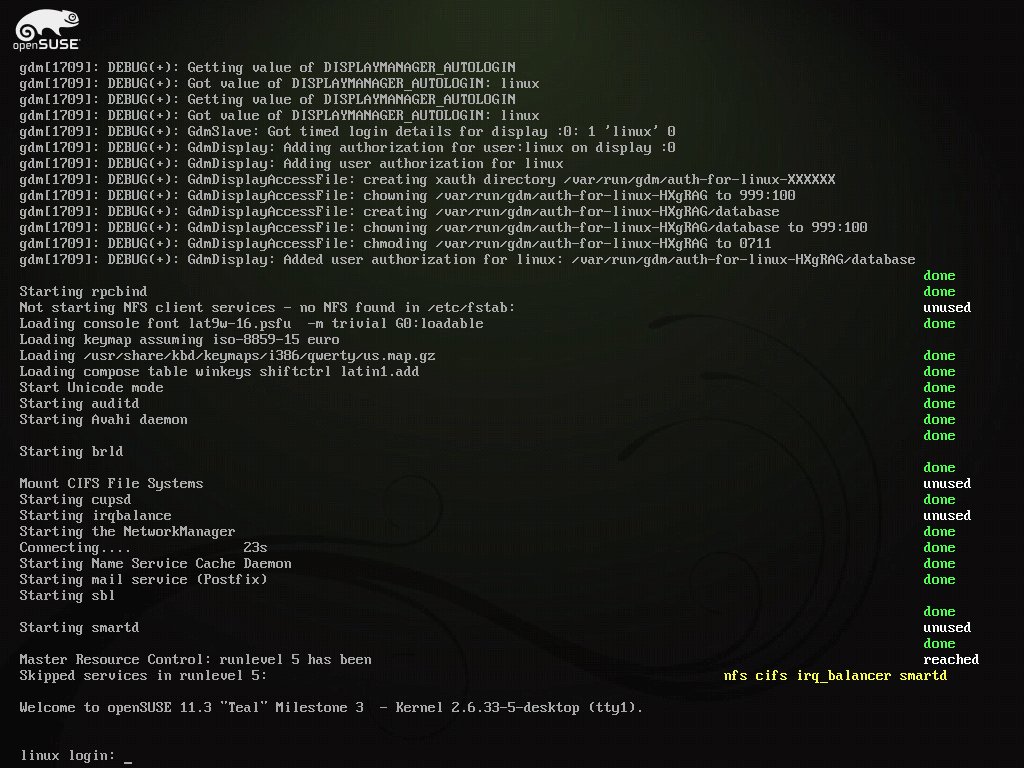 openSUSE
gdm[1709]: DEBUG(+): Getting value of DISPLAYMANAGER_AUTOLOGIN
gdm[1709]: DEBUG(+): Got value of DISPLAYMANAGER_AUTOLOGIN: linux
gdm[1709]: DEBUG(+): Getting value of DISPLAYMANAGER_AUTOLOGIN
gdm[1709]: DEBUG(+): Got value of DISPLAYMANAGER_AUTOLOGIN: linux
gdm[1709]: DEBUG(+): GdmSlave: Got timed login details for display :0: 1 'linux' 0
gdm[1709]: DEBUG(+): GdmDisplay: Adding authorization for user:linux on display :0
gdm[1709]: DEBUG(+): GdmDisplay: Adding user authorization for linux
gdm[1709]: DEBUG(+): GdmDisplayAccessFile: creating xauth directory /var/run/gdm/auth-for-linux-XXXXXX
gdm[1709]: DEBUG(+): GdmDisplayAccessFile: chowning /var/run/gdm/auth-for-linux-HXgRAG to 999:100
gdm[1709]: DEBUG(+): GdmDisplayAccessFile: creating /var/run/gdm/auth-for-linux-HXgRAG/database
gdm[1709]: DEBUG(+): GdmDisplayAccessFile: chowning /var/run/gdm/auth-for-linux-HXgRAG/database to 999:100
gdm[1709]: DEBUG(+): GdmDisplayAccessFile: chmoding /var/run/gdm/auth-for-linux-HXgRAG to 0711
gdm[1709]: DEBUG(+): GdmDisplay: Added user authorization for linux: /var/run/gdm/auth-for-linux-HXgRAG/database
done
Starting rpcbind done
Not starting NFS client services - no NFS found in /etc/fstab: unused
Loading console font lat9w-16.psfu  -m trivial G0:loadable done
Loading keymap assuming iso-8859-15 euro
Loading /usr/share/kbd/keymaps/i386/qwerty/us.map.gz done
Loading compose table winkeys shiftctrl latin1.add done
Start Unicode mode done
Starting auditd done
Starting Avahi daemon done
done
Starting brld
done
Mount CIFS File Systems unused
Starting cupsd done
Starting irqbalance unused
Starting the NetworkManager done
Connecting.... 23s done
Starting Name Service Cache Daemon done
Starting mail service (Postfix) done
Starting sbl
done
Starting smartd unused
done
Master Resource Control: runlevel 5 has been reached
Skipped services in runlevel 5: nfs cifs irq_balancer smartd
Welcome to openSUSE 11.3 "Teal" Milestone 3  - Kernel 2.6.33-5-desktop (tty1).
linux login: _